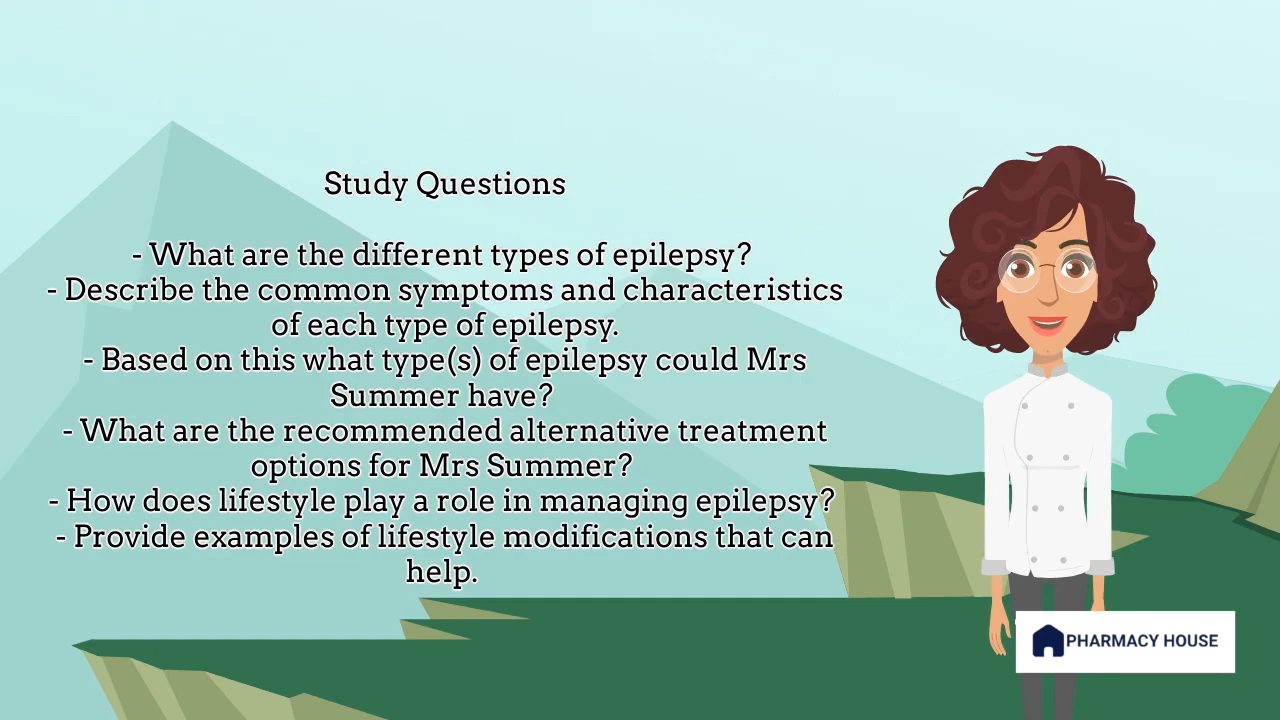 Study Questions
- What are the different types of epilepsy?
- Describe the common symptoms and characteristics
of each type of epilepsy.
- Based on this what type(s) of epilepsy could Mrs
Summer have?
- What are the recommended alternative treatment
options for Mrs Summer?
- How does lifestyle play a role in managing epilepsy?
- Provide examples of lifestyle modifications that can
help.
PHARMACY HOUSE